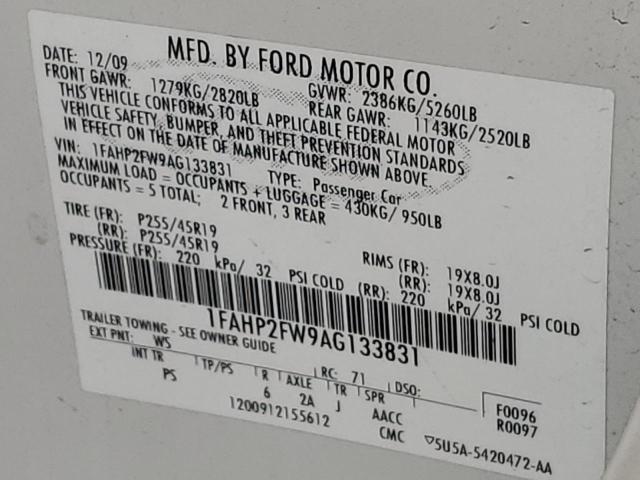 MFD. BY FORD MOTOR CO.
DATE: 12/09 GVWR: 2386KG/5260LB
FRONT GAWR: 1279KG/2820LB REAR GAWR: 1143KG/2520LB
THIS VEHICLE CONFORMS TO ALL APPLICABLE FEDERAL MOTOR
VEHICLE SAFETY, BUMPER, AND THEFT PREVENTION STANDARDS
IN EFFECT ON THE DATE OF MANUFACTURE SHOWN ABOVE.
VIN: 1FAHP2FW9AG133831 TYPE: Passenger Car
MAXIMUM LOAD = OCCUPANTS + LUGGAGE = 430KG/ 950LB
OCCUPANTS = 5 TOTAL; 2 FRONT, 3 REAR
TIRE (FR): P255/45R19 RIMS (FR): 19X8.0J
(RR): P255/45R19 (RR): 19X8.0J
PRESSURE (FR): 220 kPa/ 32 PSI COLD (RR): 220 kPa/ 32 PSI COLD
1FAHP2FW9AG133831
TRAILER TOWING - SEE OWNER GUIDE
EXT PNT: WS RC: 71 DSO:
INT TR TP/PS R AXLE TR SPR F0096
PS 6 2A J AACC R0097
1200912155612 CMC ▽5U5A-5420472-AA